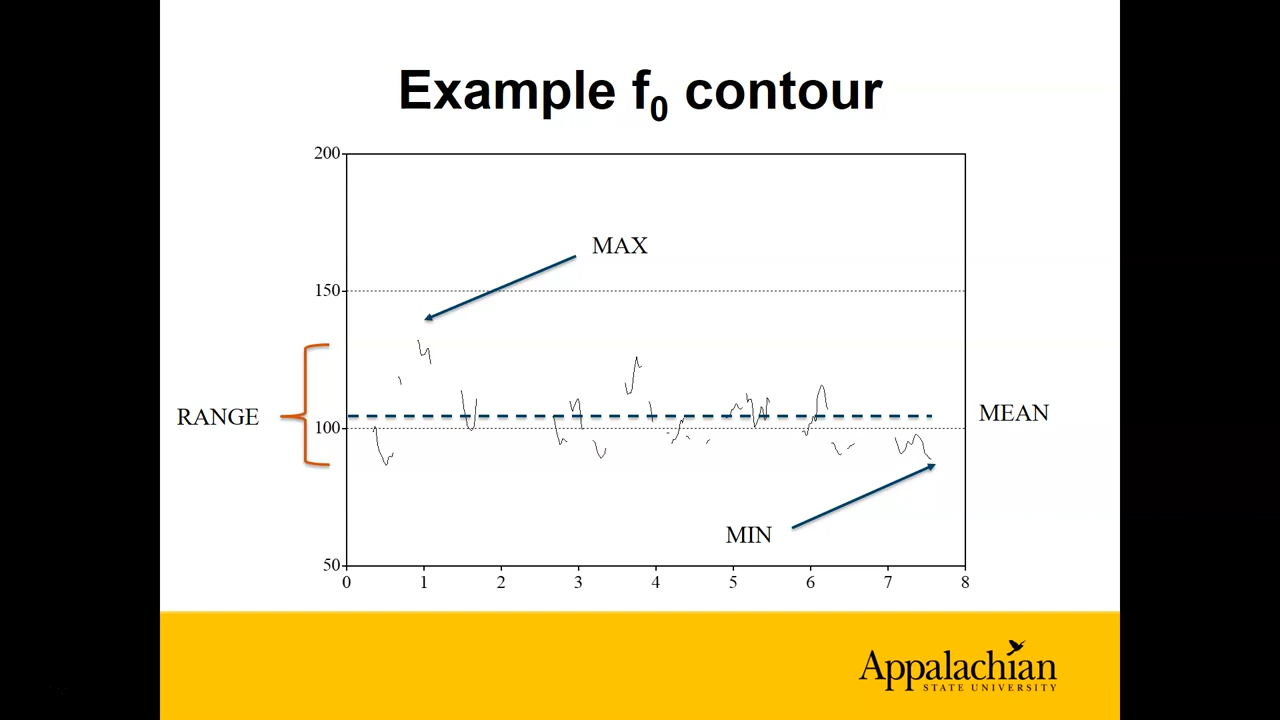 Example f₀ contour
200
MAX
150
RANGE
MEAN
100
MIN
50
0 1 2 3 4 5 6 7 8
Appalachian
STATE UNIVERSITY